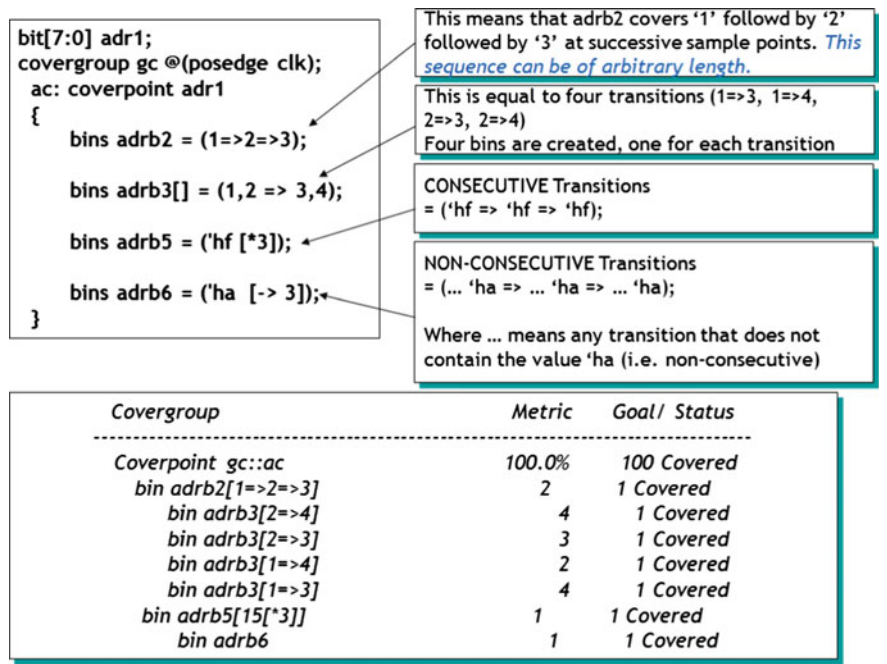 bit[7:0] adr1;
covergroup gc @(posedge clk);
ac: coverpoint adr1
{
bins adrb2 = (1=>2=>3);
bins adrb3[] = (1,2 => 3,4);
bins adrb5 = ('hf [*3]);
bins adrb6 = ('ha [-> 3]);
}
This means that adrb2 covers ‘1’ followd by ‘2’
followed by ‘3’ at successive sample points. This
sequence can be of arbitrary length.
This is equal to four transitions (1=>3, 1=>4,
2=>3, 2=>4)
Four bins are created, one for each transition
CONSECUTIVE Transitions
= (‘hf => ‘hf => ‘hf);
NON-CONSECUTIVE Transitions
= (… ‘ha => … ‘ha => … ‘ha);
Where … means any transition that does not
contain the value ‘ha (i.e. non-consecutive)
Covergroup Metric Goal/ Status
--------------------------------------------------------------------------------
Coverpoint gc::ac 100.0% 100 Covered
bin adrb2[1=>2=>3] 2 1 Covered
bin adrb3[2=>4] 4 1 Covered
bin adrb3[2=>3] 3 1 Covered
bin adrb3[1=>4] 2 1 Covered
bin adrb3[1=>3] 4 1 Covered
bin adrb5[15[*3]] 1 1 Covered
bin adrb6 1 1 Covered